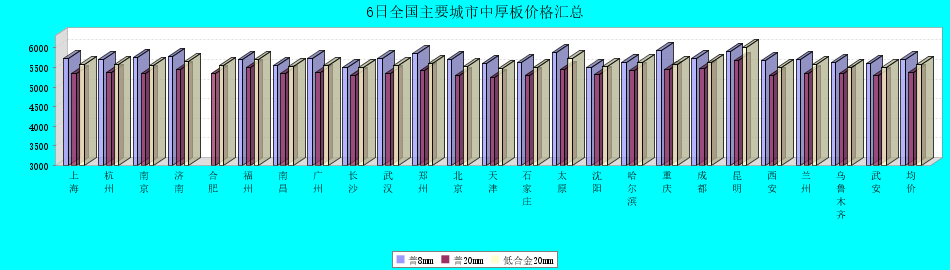 6日全国主要城市中厚板价格汇总
6000
5500
5000
4500
4000
3500
3000
上海 杭州 南京 济南 合肥 福州 南昌 广州 长沙 武汉 郑州 北京 天津 石家庄 太原 沈阳 哈尔滨 重庆 成都 昆明 西安 兰州 乌鲁木齐 武安 均价
普8mm 普20mm 低合金20mm